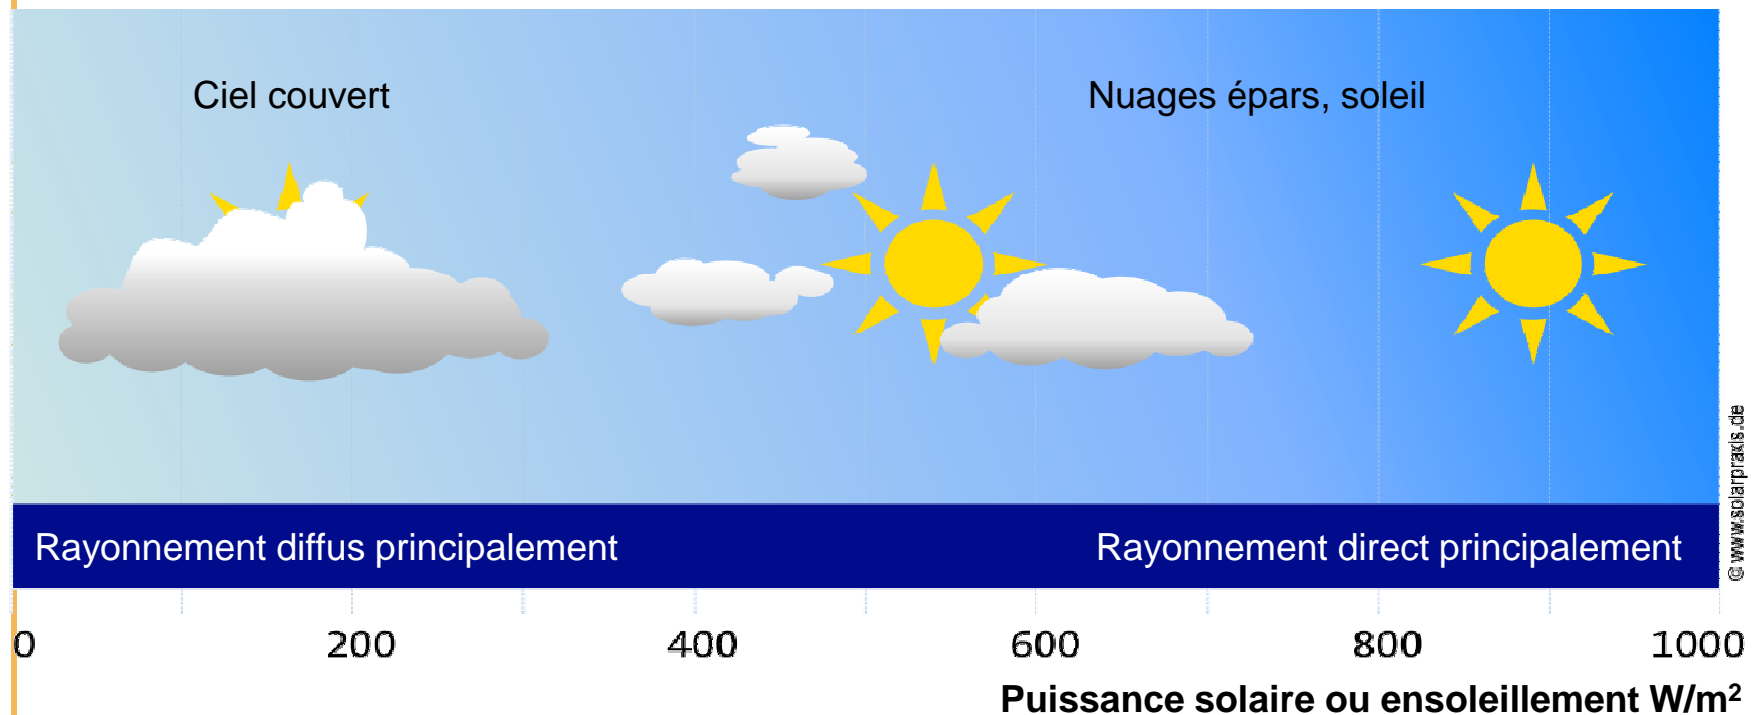 Ciel couvert
Nuages épars, soleil
Rayonnement diffus principalement
Rayonnement direct principalement
© www.solarpraxis.de
0 200 400 600 800 1000
Puissance solaire ou ensoleillement W/m²